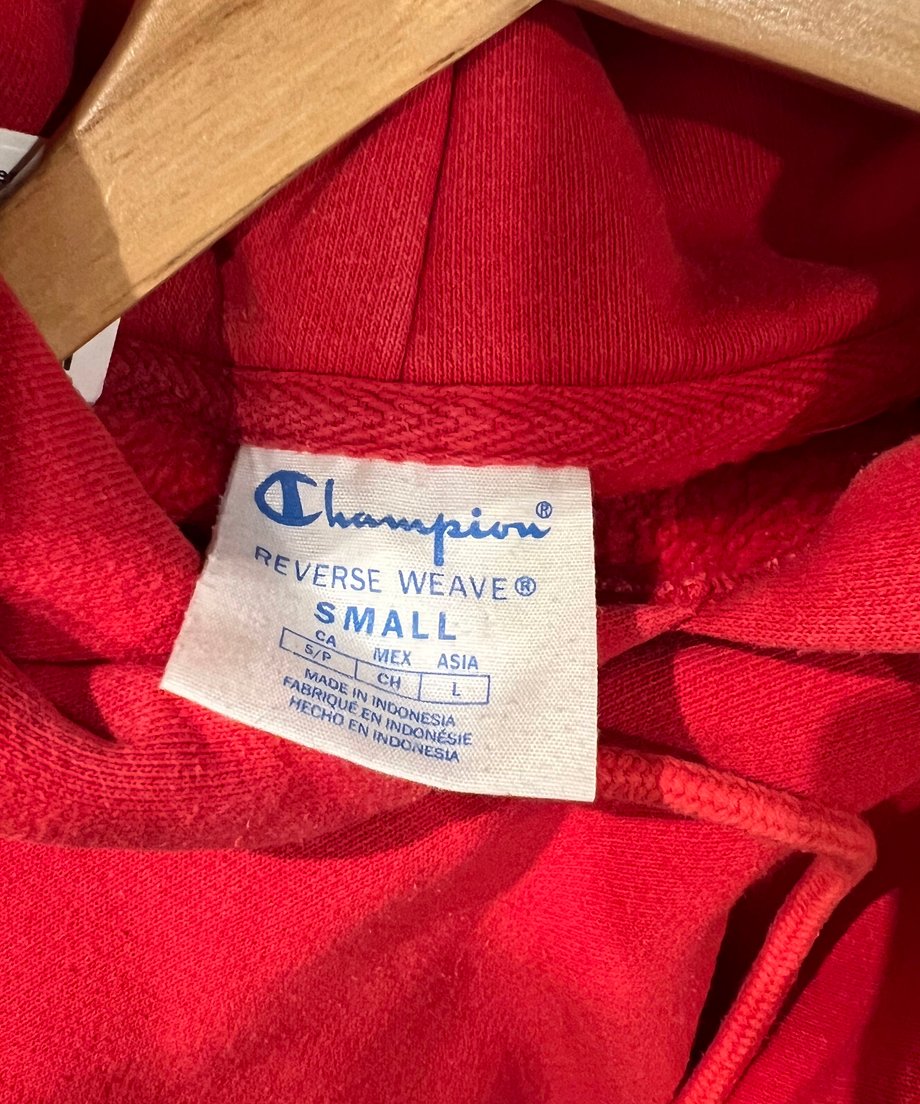 Champion®
REVERSE WEAVE®
SMALL
CA MEX ASIA
S/P CH L
MADE IN INDONESIA
FABRIQUÉ EN INDONÉSIE
HECHO EN INDONESIA